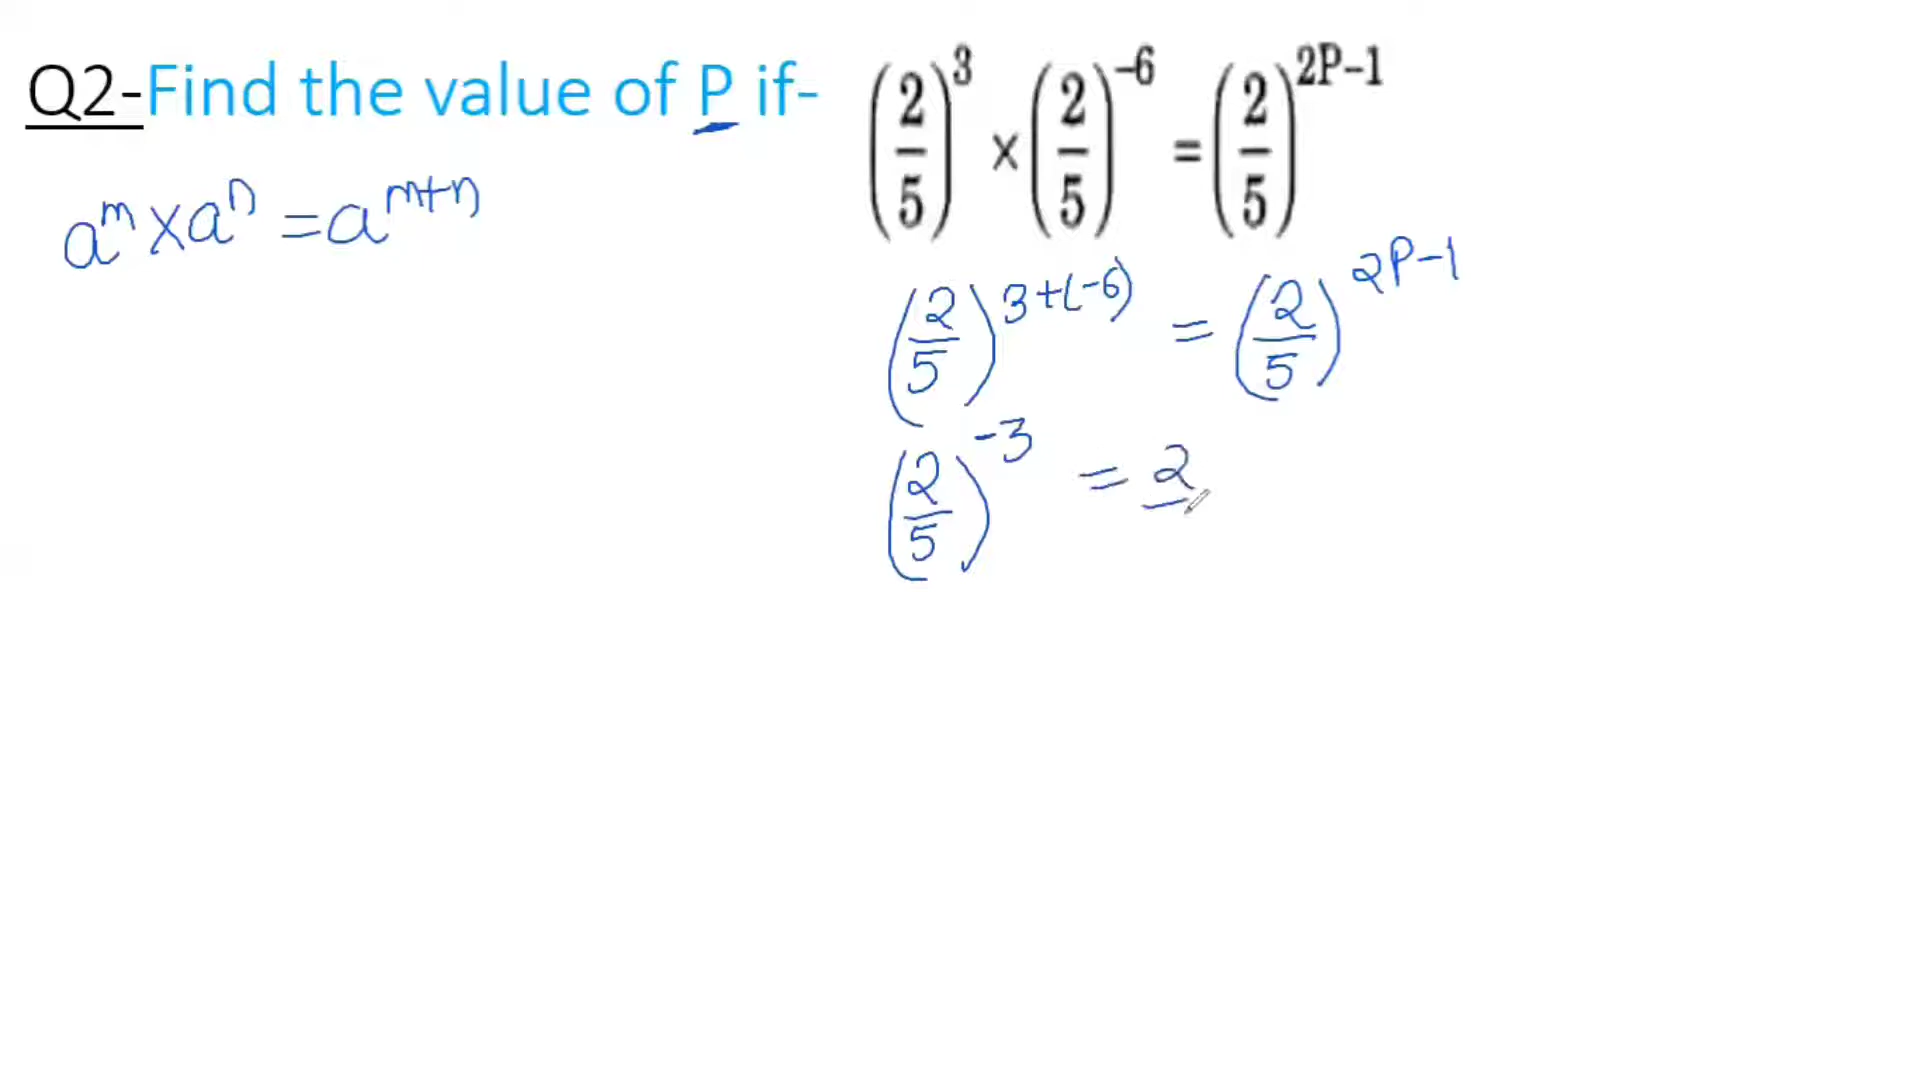 Q2-Find the value of P if- (2/5)^3 × (2/5)^-6 = (2/5)^2P-1
a^m × a^n = a^m+n
(2/5)^3+(-6) = (2/5)^2P-1
(2/5)^-3 = 2